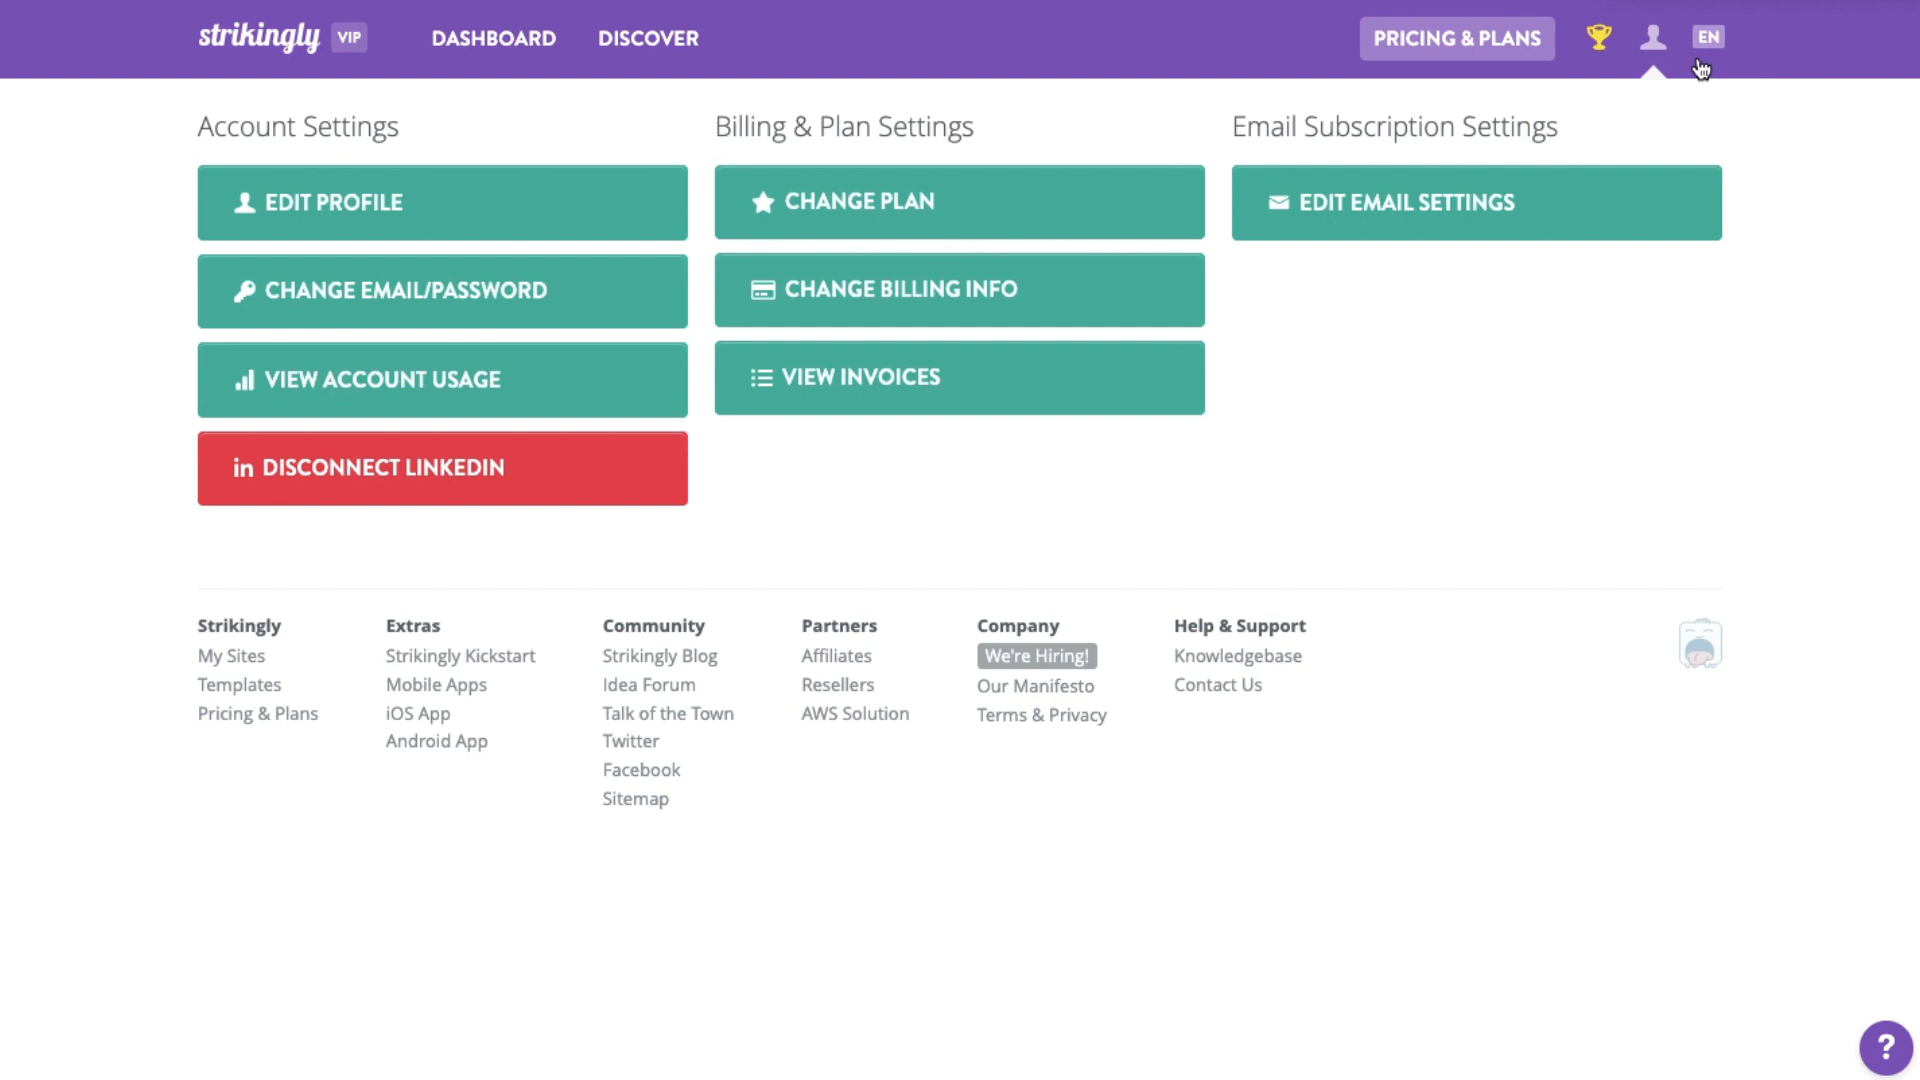 strikingly VIP DASHBOARD DISCOVER PRICING & PLANS EN
Account Settings
EDIT PROFILE
CHANGE EMAIL/PASSWORD
VIEW ACCOUNT USAGE
in DISCONNECT LINKEDIN
Billing & Plan Settings
CHANGE PLAN
CHANGE BILLING INFO
VIEW INVOICES
Email Subscription Settings
EDIT EMAIL SETTINGS
Strikingly
My Sites
Templates
Pricing & Plans
Extras
Strikingly Kickstart
Mobile Apps
iOS App
Android App
Community
Strikingly Blog
Idea Forum
Talk of the Town
Twitter
Facebook
Sitemap
Partners
Affiliates
Resellers
AWS Solution
Company
We're Hiring!
Our Manifesto
Terms & Privacy
Help & Support
Knowledgebase
Contact Us
?